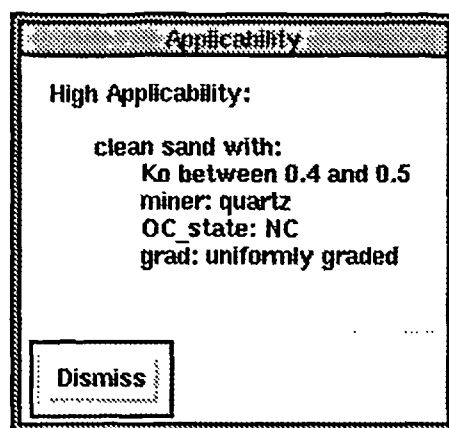 Applicability
High Applicability:
clean sand with:
Ko between 0.4 and 0.5
miner: quartz
OC_state: NC
grad: uniformly graded
Dismiss